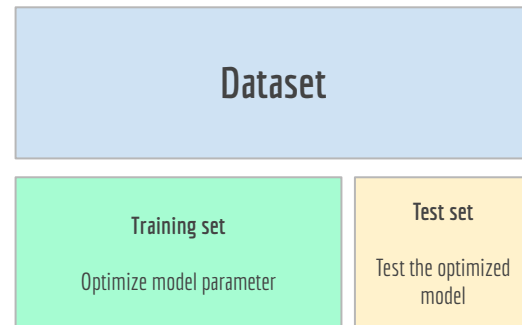 Dataset
Training set
Optimize model parameter
Test set
Test the optimized
model